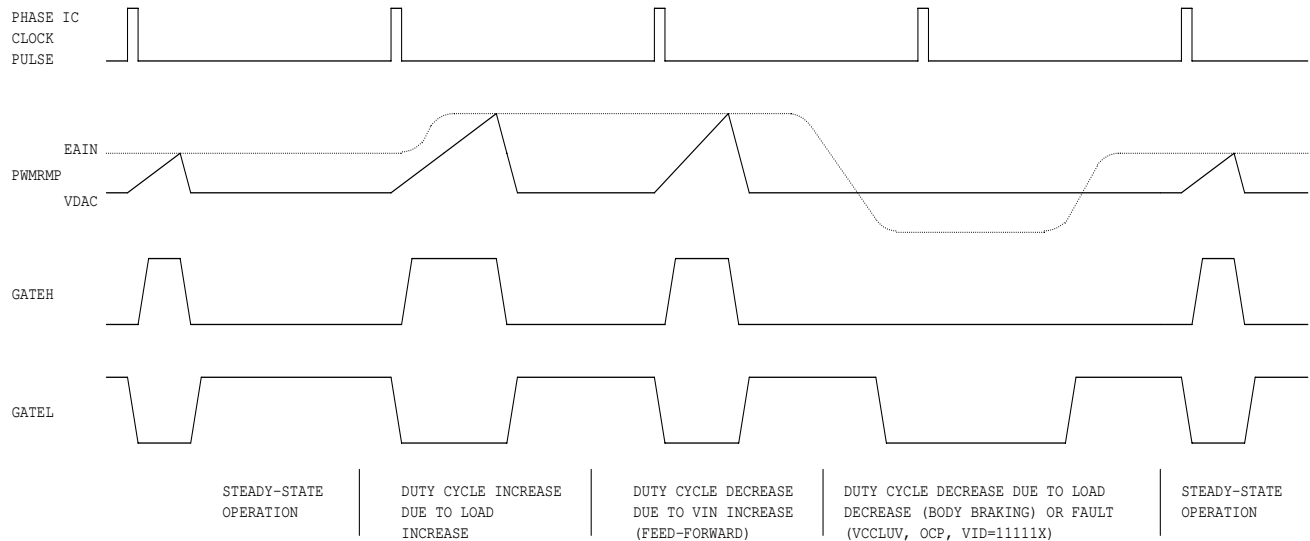 PHASE IC
CLOCK
PULSE
EAIN
PWMRMP
VDAC
GATEH
GATEL
STEADY-STATE
OPERATION
DUTY CYCLE INCREASE
DUE TO LOAD
INCREASE
DUTY CYCLE DECREASE
DUE TO VIN INCREASE
(FEED-FORWARD)
DUTY CYCLE DECREASE DUE TO LOAD
DECREASE (BODY BRAKING) OR FAULT
(VCCLUV, OCP, VID=11111X)
STEADY-STATE
OPERATION